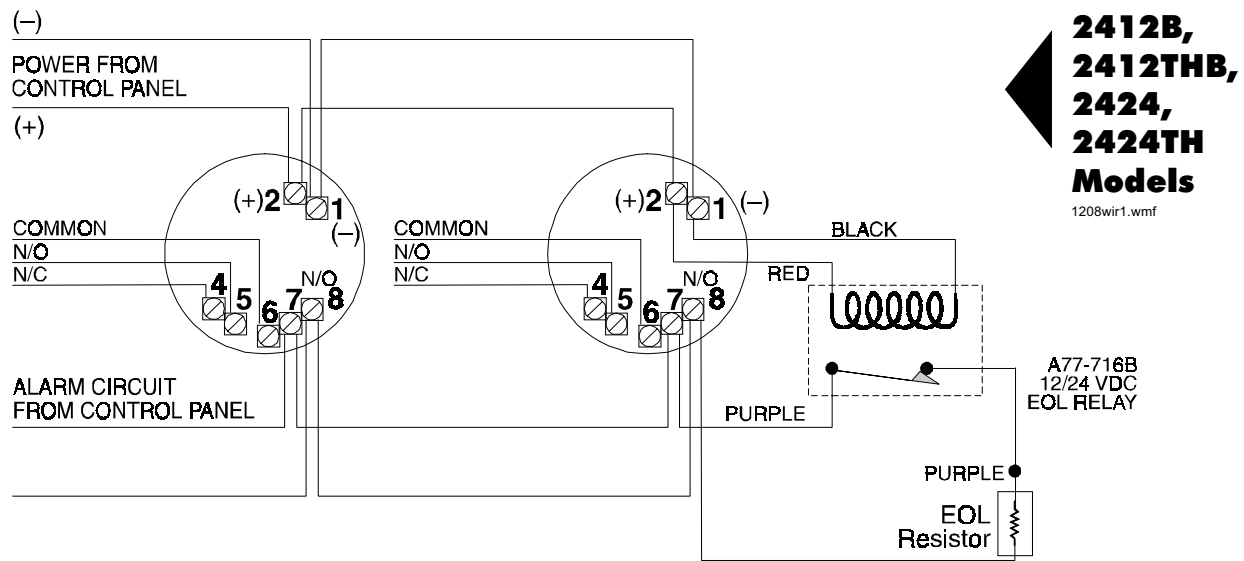 (–)
POWER FROM
CONTROL PANEL
(+)
2412B,
2412THB,
2424,
2424TH
Models
1208wir1.wmf
(+)2
1
(–)
(+)2
1
(–)
COMMON
N/O
N/C
COMMON
N/O
N/C
BLACK
RED
N/O
4
5
6
7
8
N/O
4
5
6
7
8
A77-716B
12/24 VDC
EOL RELAY
ALARM CIRCUIT
FROM CONTROL PANEL
PURPLE
PURPLE
EOL
Resistor